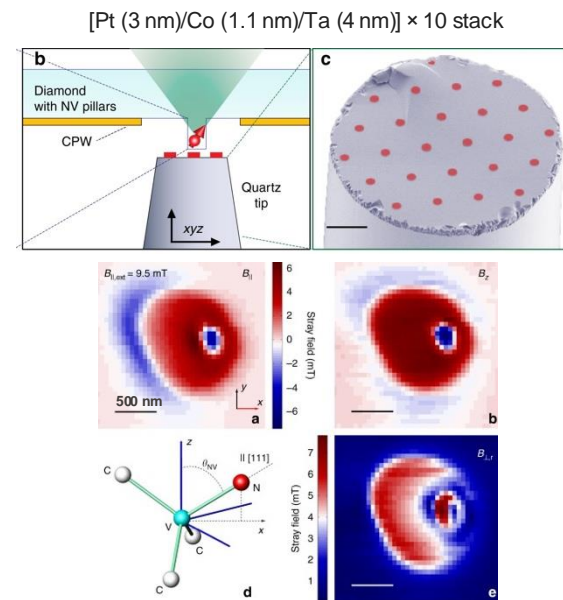 [Pt (3 nm)/Co (1.1 nm)/Ta (4 nm)] × 10 stack
b
Diamond
with NV pillars
CPW
Quartz
tip
xyz
c
B||,ext = 9.5 mT
B||
500 nm
y
x
a
6
4
2
0
−2
−4
−6
Stray field (mT)
Bz
b
z
θNV
II [111]
C
N
V
C
x
C
d
7
6
5
4
3
2
1
Stray field (mT)
B⊥,r
e